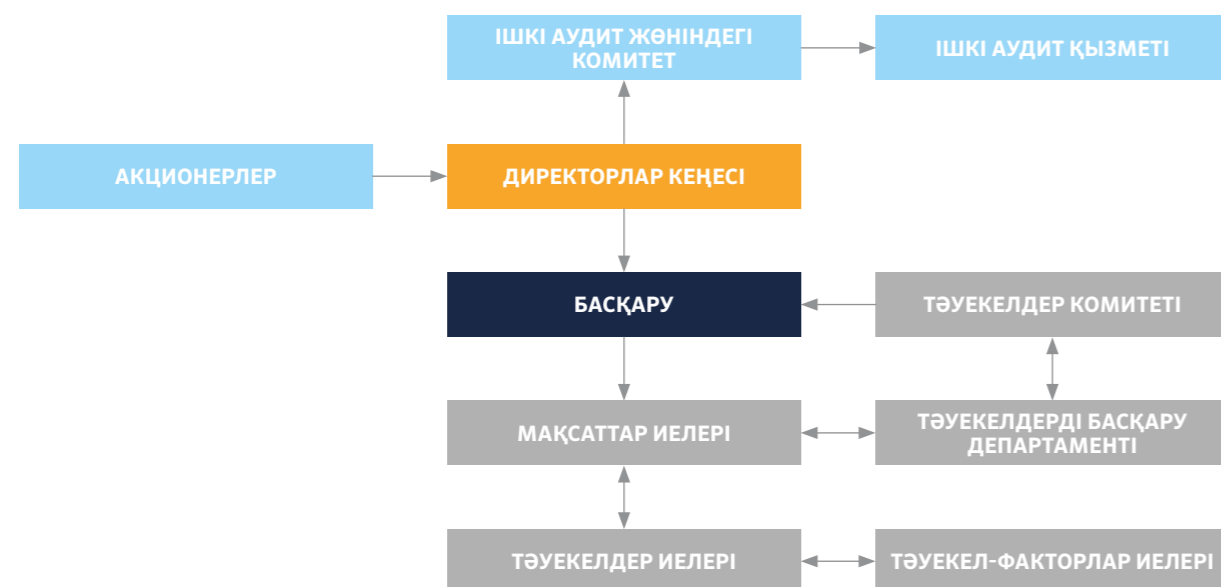 ІШКІ АУДИТ ЖӨНІНДЕГІ
КОМИТЕТ
ІШКІ АУДИТ ҚЫЗМЕТІ
АКЦИОНЕРЛЕР
ДИРЕКТОРЛАР КЕҢЕСІ
БАСҚАРУ
ТӘУЕКЕЛДЕР КОМИТЕТІ
МАҚСАТТАР ИЕЛЕРІ
ТӘУЕКЕЛДЕРДІ БАСҚАРУ
ДЕПАРТАМЕНТІ
ТӘУЕКЕЛДЕР ИЕЛЕРІ
ТӘУЕКЕЛ-ФАКТОРЛАР ИЕЛЕРІ